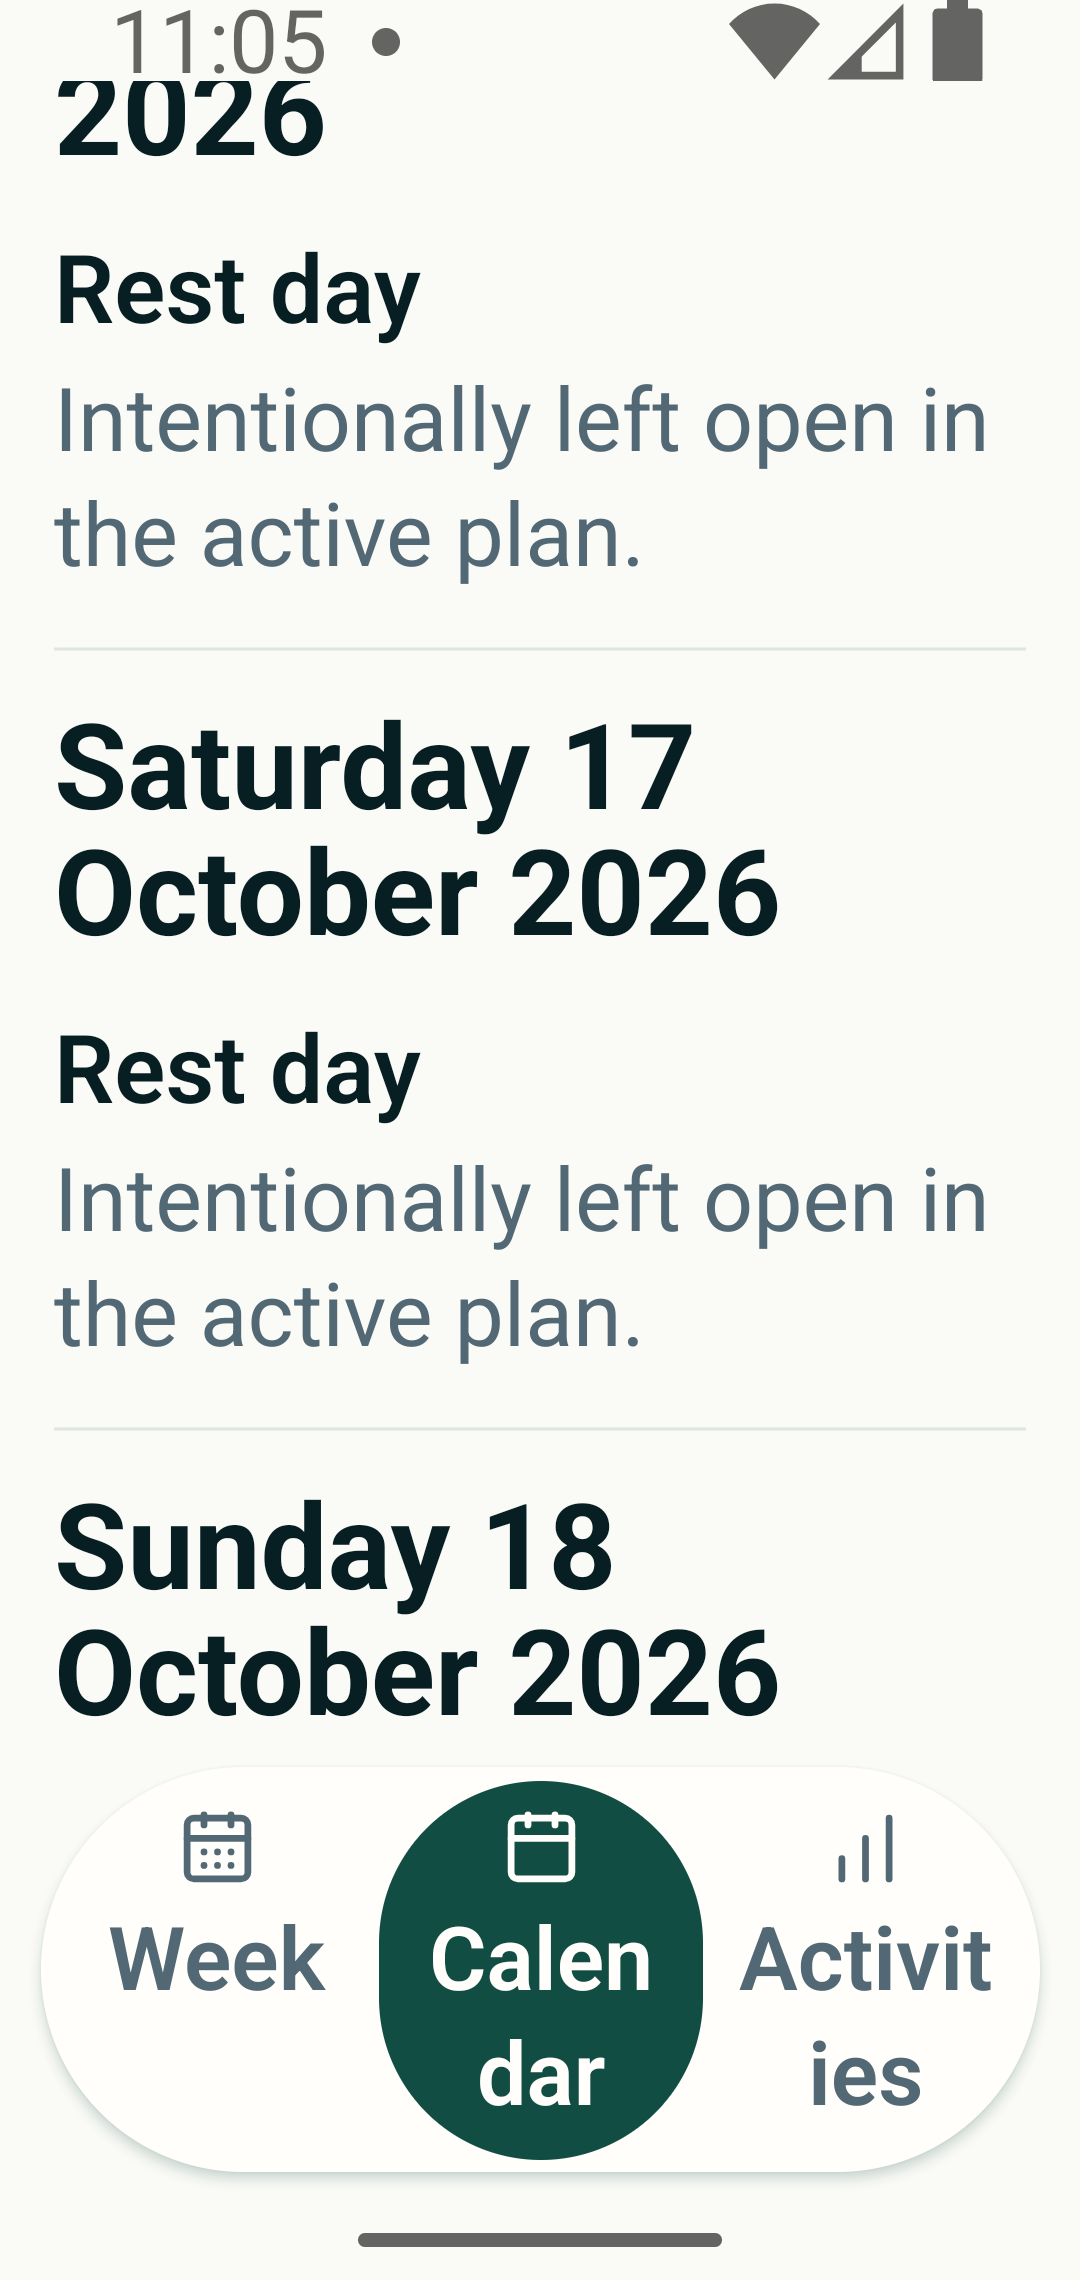 11:05
2026
Rest day
Intentionally left open in
the active plan.
Saturday 17
October 2026
Rest day
Intentionally left open in
the active plan.
Sunday 18
October 2026
Week
Calen
dar
Activit
ies